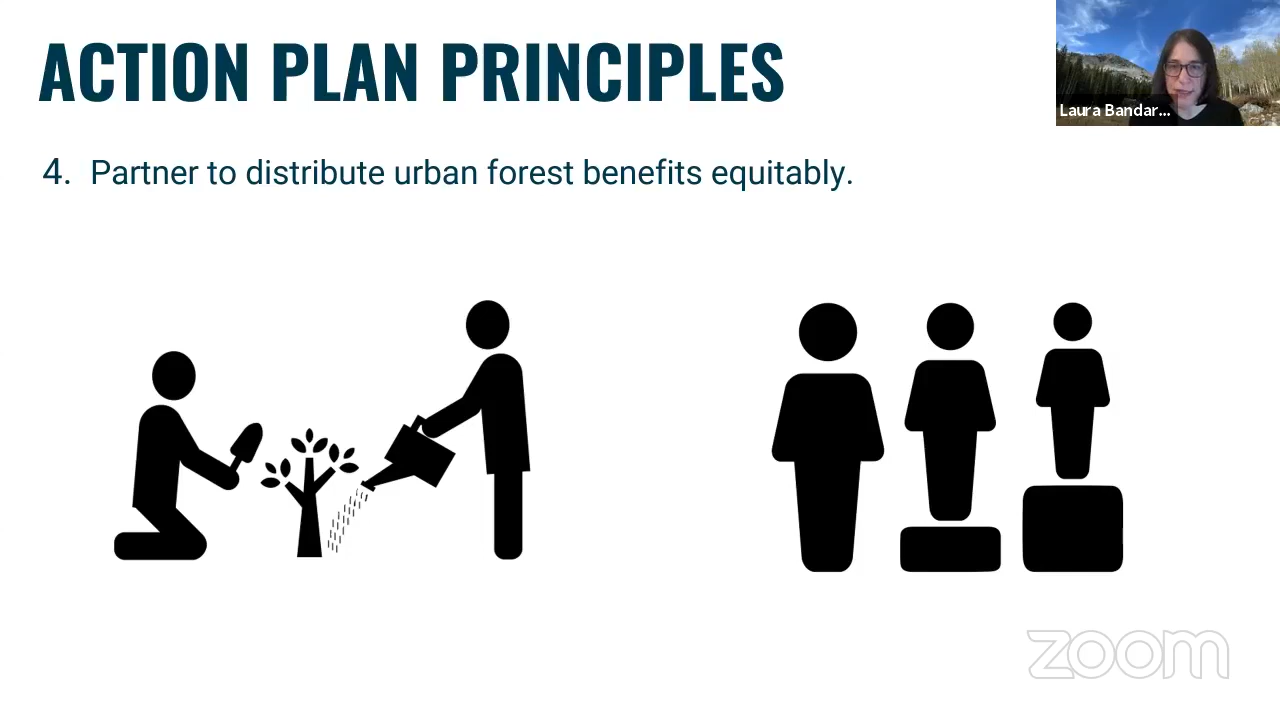 ACTION PLAN PRINCIPLES
Laura Bandar...
4. Partner to distribute urban forest benefits equitably.
zoom